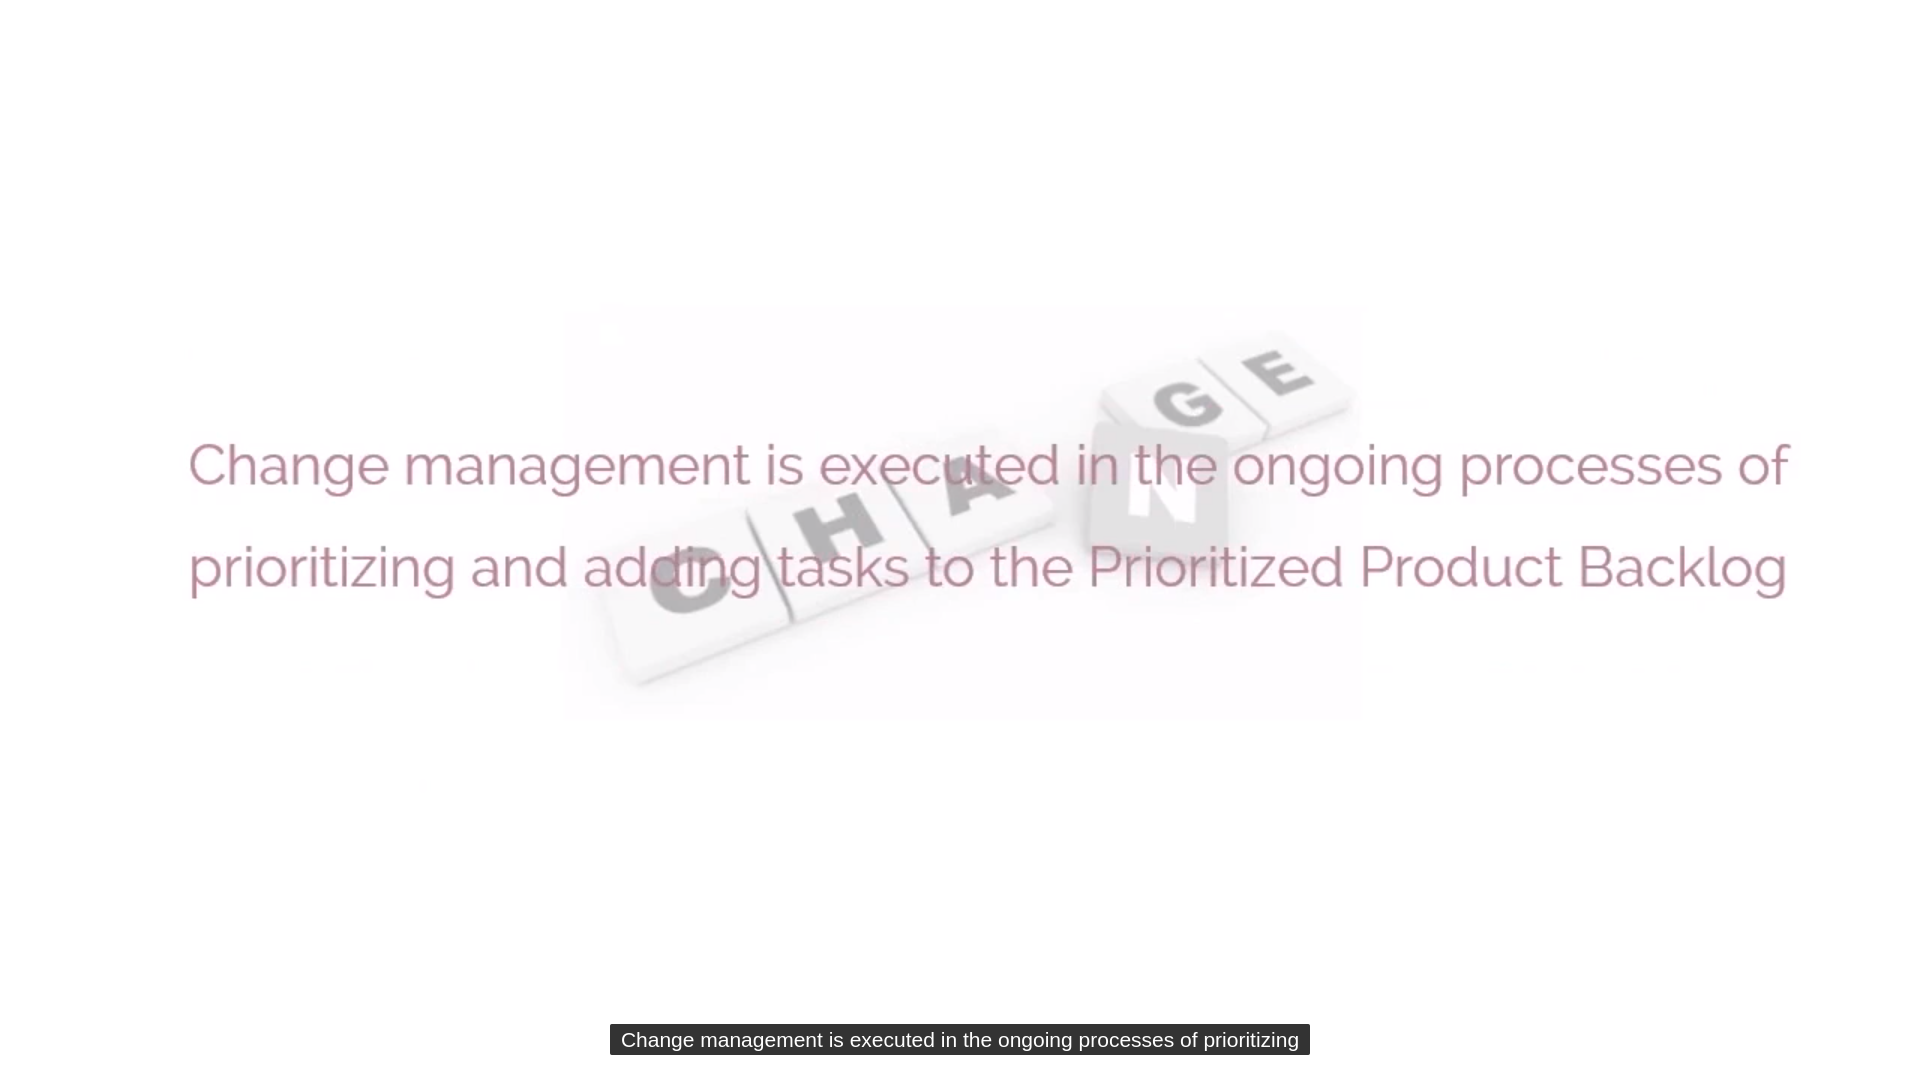 CHANGE
Change management is executed in the ongoing processes of
prioritizing and adding tasks to the Prioritized Product Backlog
Change management is executed in the ongoing processes of prioritizing